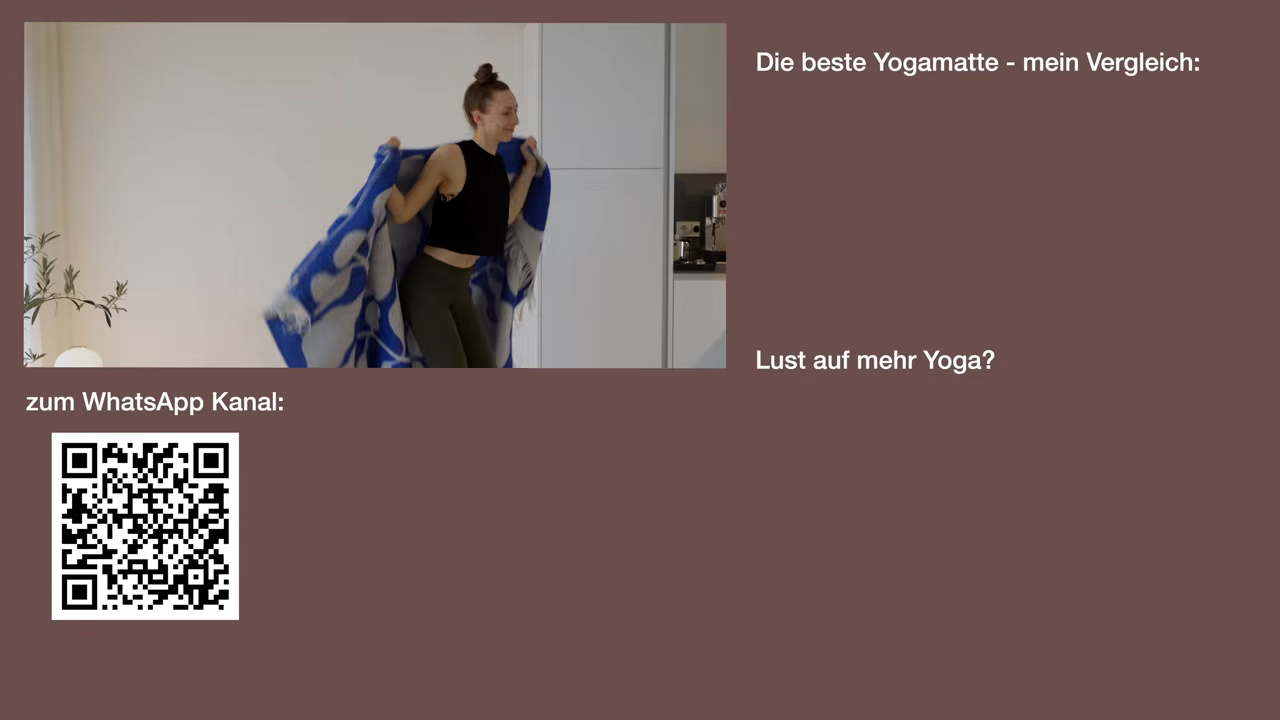 Die beste Yogamatte - mein Vergleich:
Lust auf mehr Yoga?
zum WhatsApp Kanal: